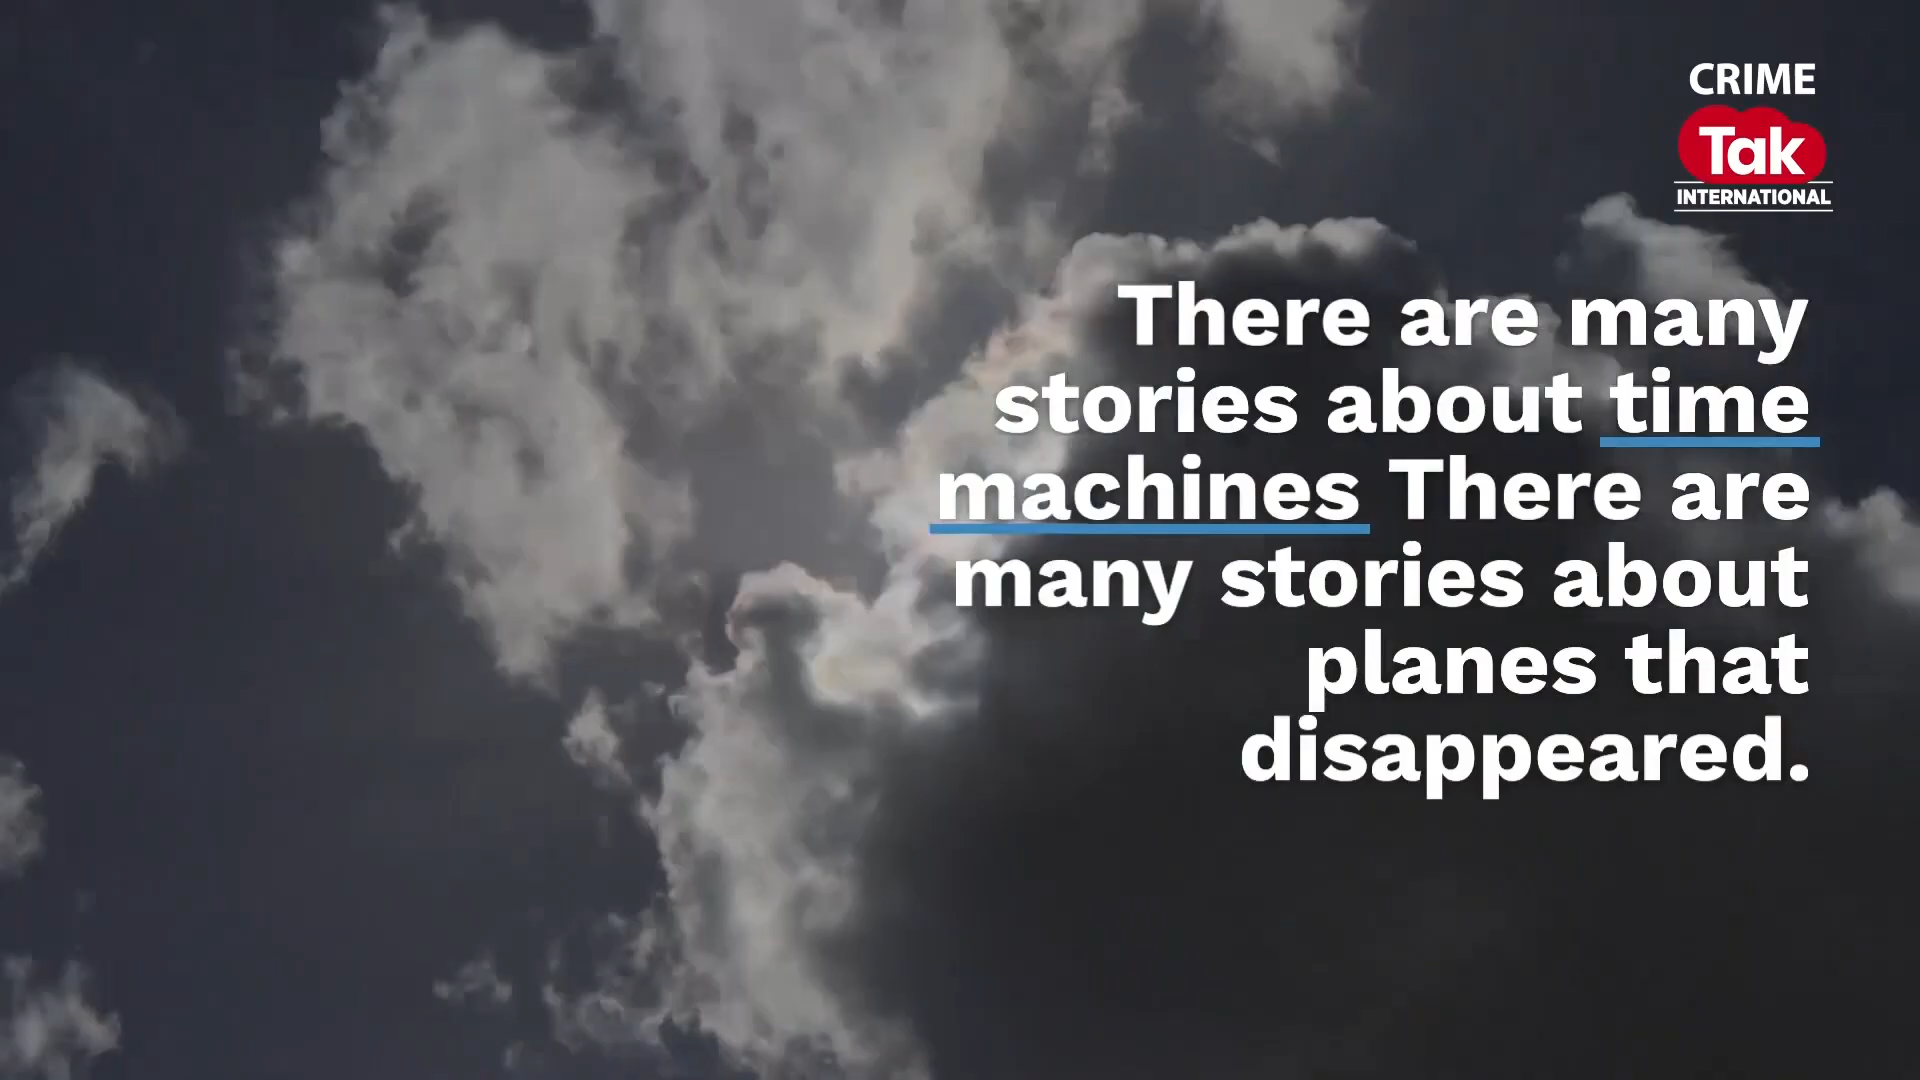 CRIME
Tak
INTERNATIONAL
There are many
stories about time
machines There are
many stories about
planes that
disappeared.